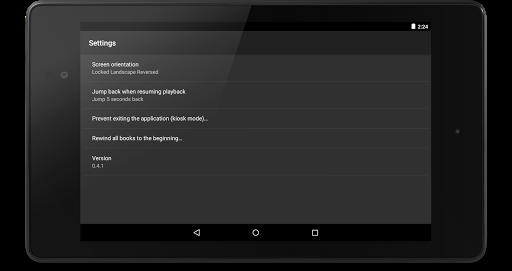 2:24
Settings
Screen orientation
Locked Landscape Reversed
Jump back when resuming playback
Jump 5 seconds back
Prevent exiting the application (kiosk mode)...
Rewind all books to the beginning...
Version
0.4.1